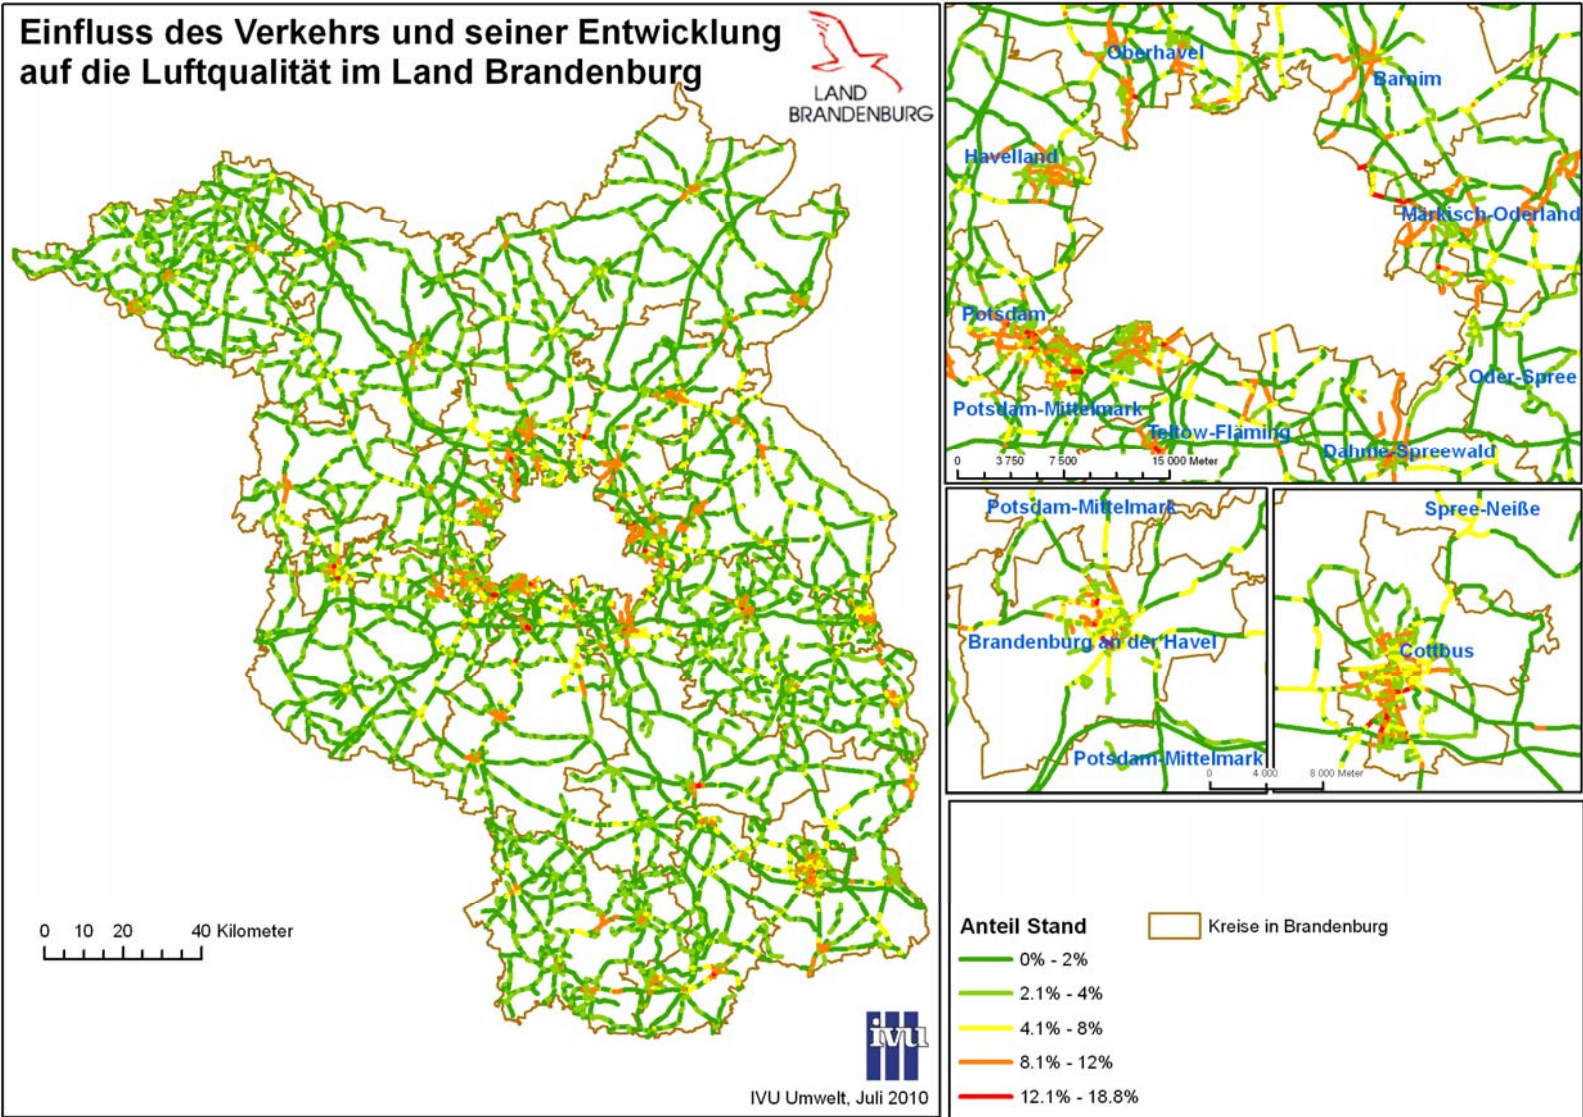 Einfluss des Verkehrs und seiner Entwicklung
auf die Luftqualität im Land Brandenburg
LAND
BRANDENBURG
0 10 20 40 Kilometer
ivu
IVU Umwelt, Juli 2010
Oberhavel
Barnim
Havelland
Märkisch-Oderland
Potsdam
Oder-Spree
Potsdam-Mittelmark
Teltow-Fläming
Dahme-Spreewald
0 3 750 7 500 15 000 Meter
Potsdam-Mittelmark
Brandenburg an der Havel
Potsdam-Mittelmark
Spree-Neiße
Cottbus
0 4 000 8 000 Meter
Anteil Stand
Kreise in Brandenburg
0% - 2%
2.1% - 4%
4.1% - 8%
8.1% - 12%
12.1% - 18.8%